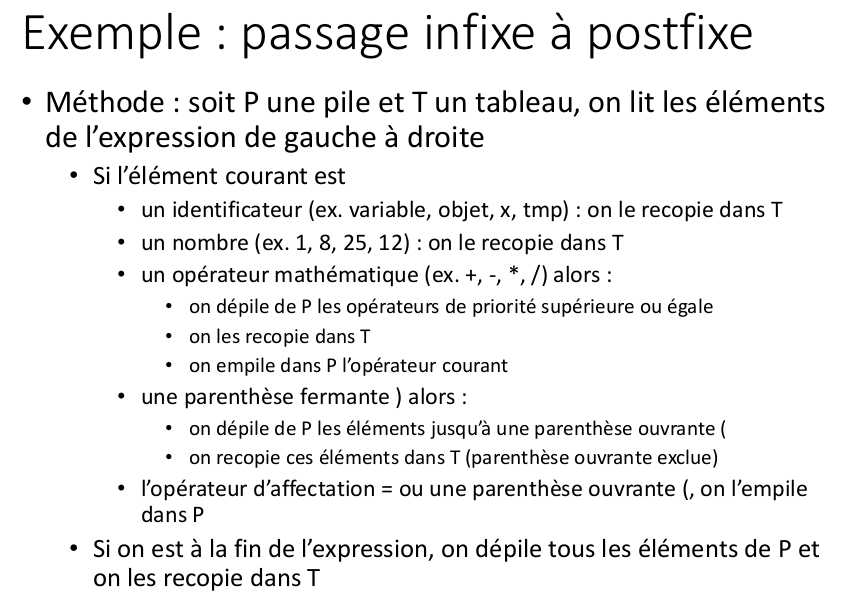 Exemple : passage infixe à postfixe
• Méthode : soit P une pile et T un tableau, on lit les éléments
de l’expression de gauche à droite
• Si l’élément courant est
• un identificateur (ex. variable, objet, x, tmp) : on le recopie dans T
• un nombre (ex. 1, 8, 25, 12) : on le recopie dans T
• un opérateur mathématique (ex. +, -, *, /) alors :
• on dépile de P les opérateurs de priorité supérieure ou égale
• on les recopie dans T
• on empile dans P l’opérateur courant
• une parenthèse fermante ) alors :
• on dépile de P les éléments jusqu’à une parenthèse ouvrante (
• on recopie ces éléments dans T (parenthèse ouvrante exclue)
• l’opérateur d’affectation = ou une parenthèse ouvrante (, on l’empile
dans P
• Si on est à la fin de l’expression, on dépile tous les éléments de P et
on les recopie dans T